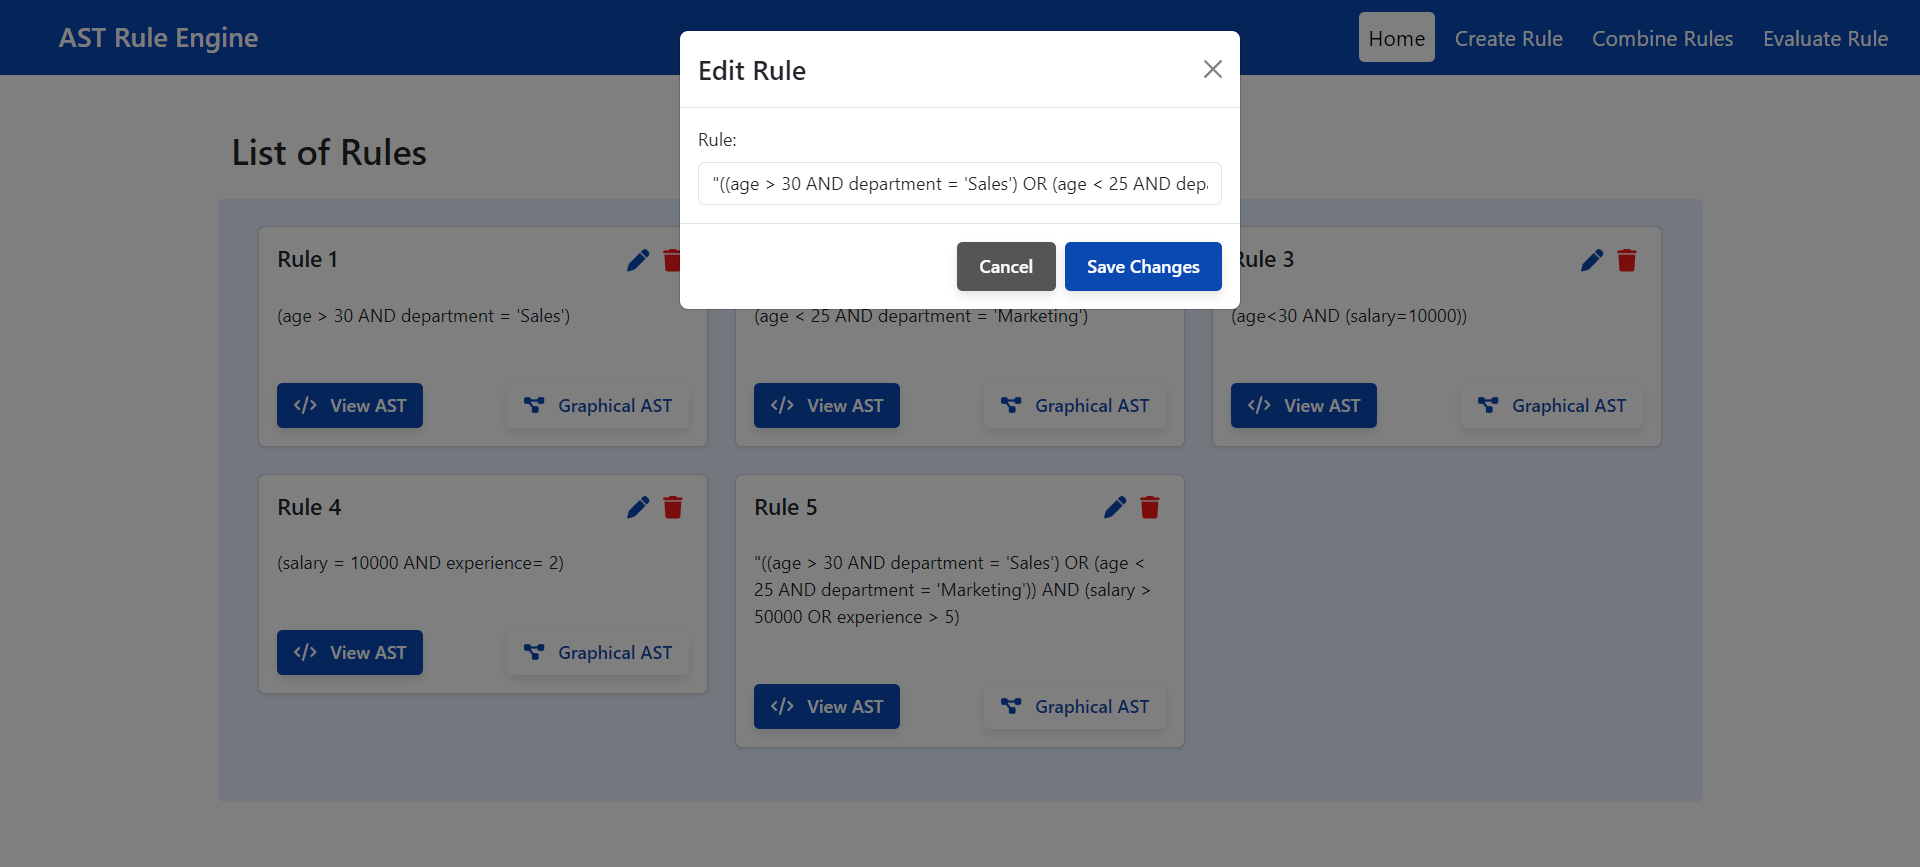 AST Rule Engine
Home
Create Rule
Combine Rules
Evaluate Rule
Edit Rule
Rule:
"((age > 30 AND department = 'Sales') OR (age < 25 AND dep
Cancel
Save Changes
List of Rules
Rule 1
(age > 30 AND department = 'Sales')
View AST
Graphical AST
(age < 25 AND department = 'Marketing')
View AST
Graphical AST
Rule 3
(age<30 AND (salary=10000))
View AST
Graphical AST
Rule 4
(salary = 10000 AND experience= 2)
View AST
Graphical AST
Rule 5
"((age > 30 AND department = 'Sales') OR (age <
25 AND department = 'Marketing')) AND (salary >
50000 OR experience > 5)
View AST
Graphical AST